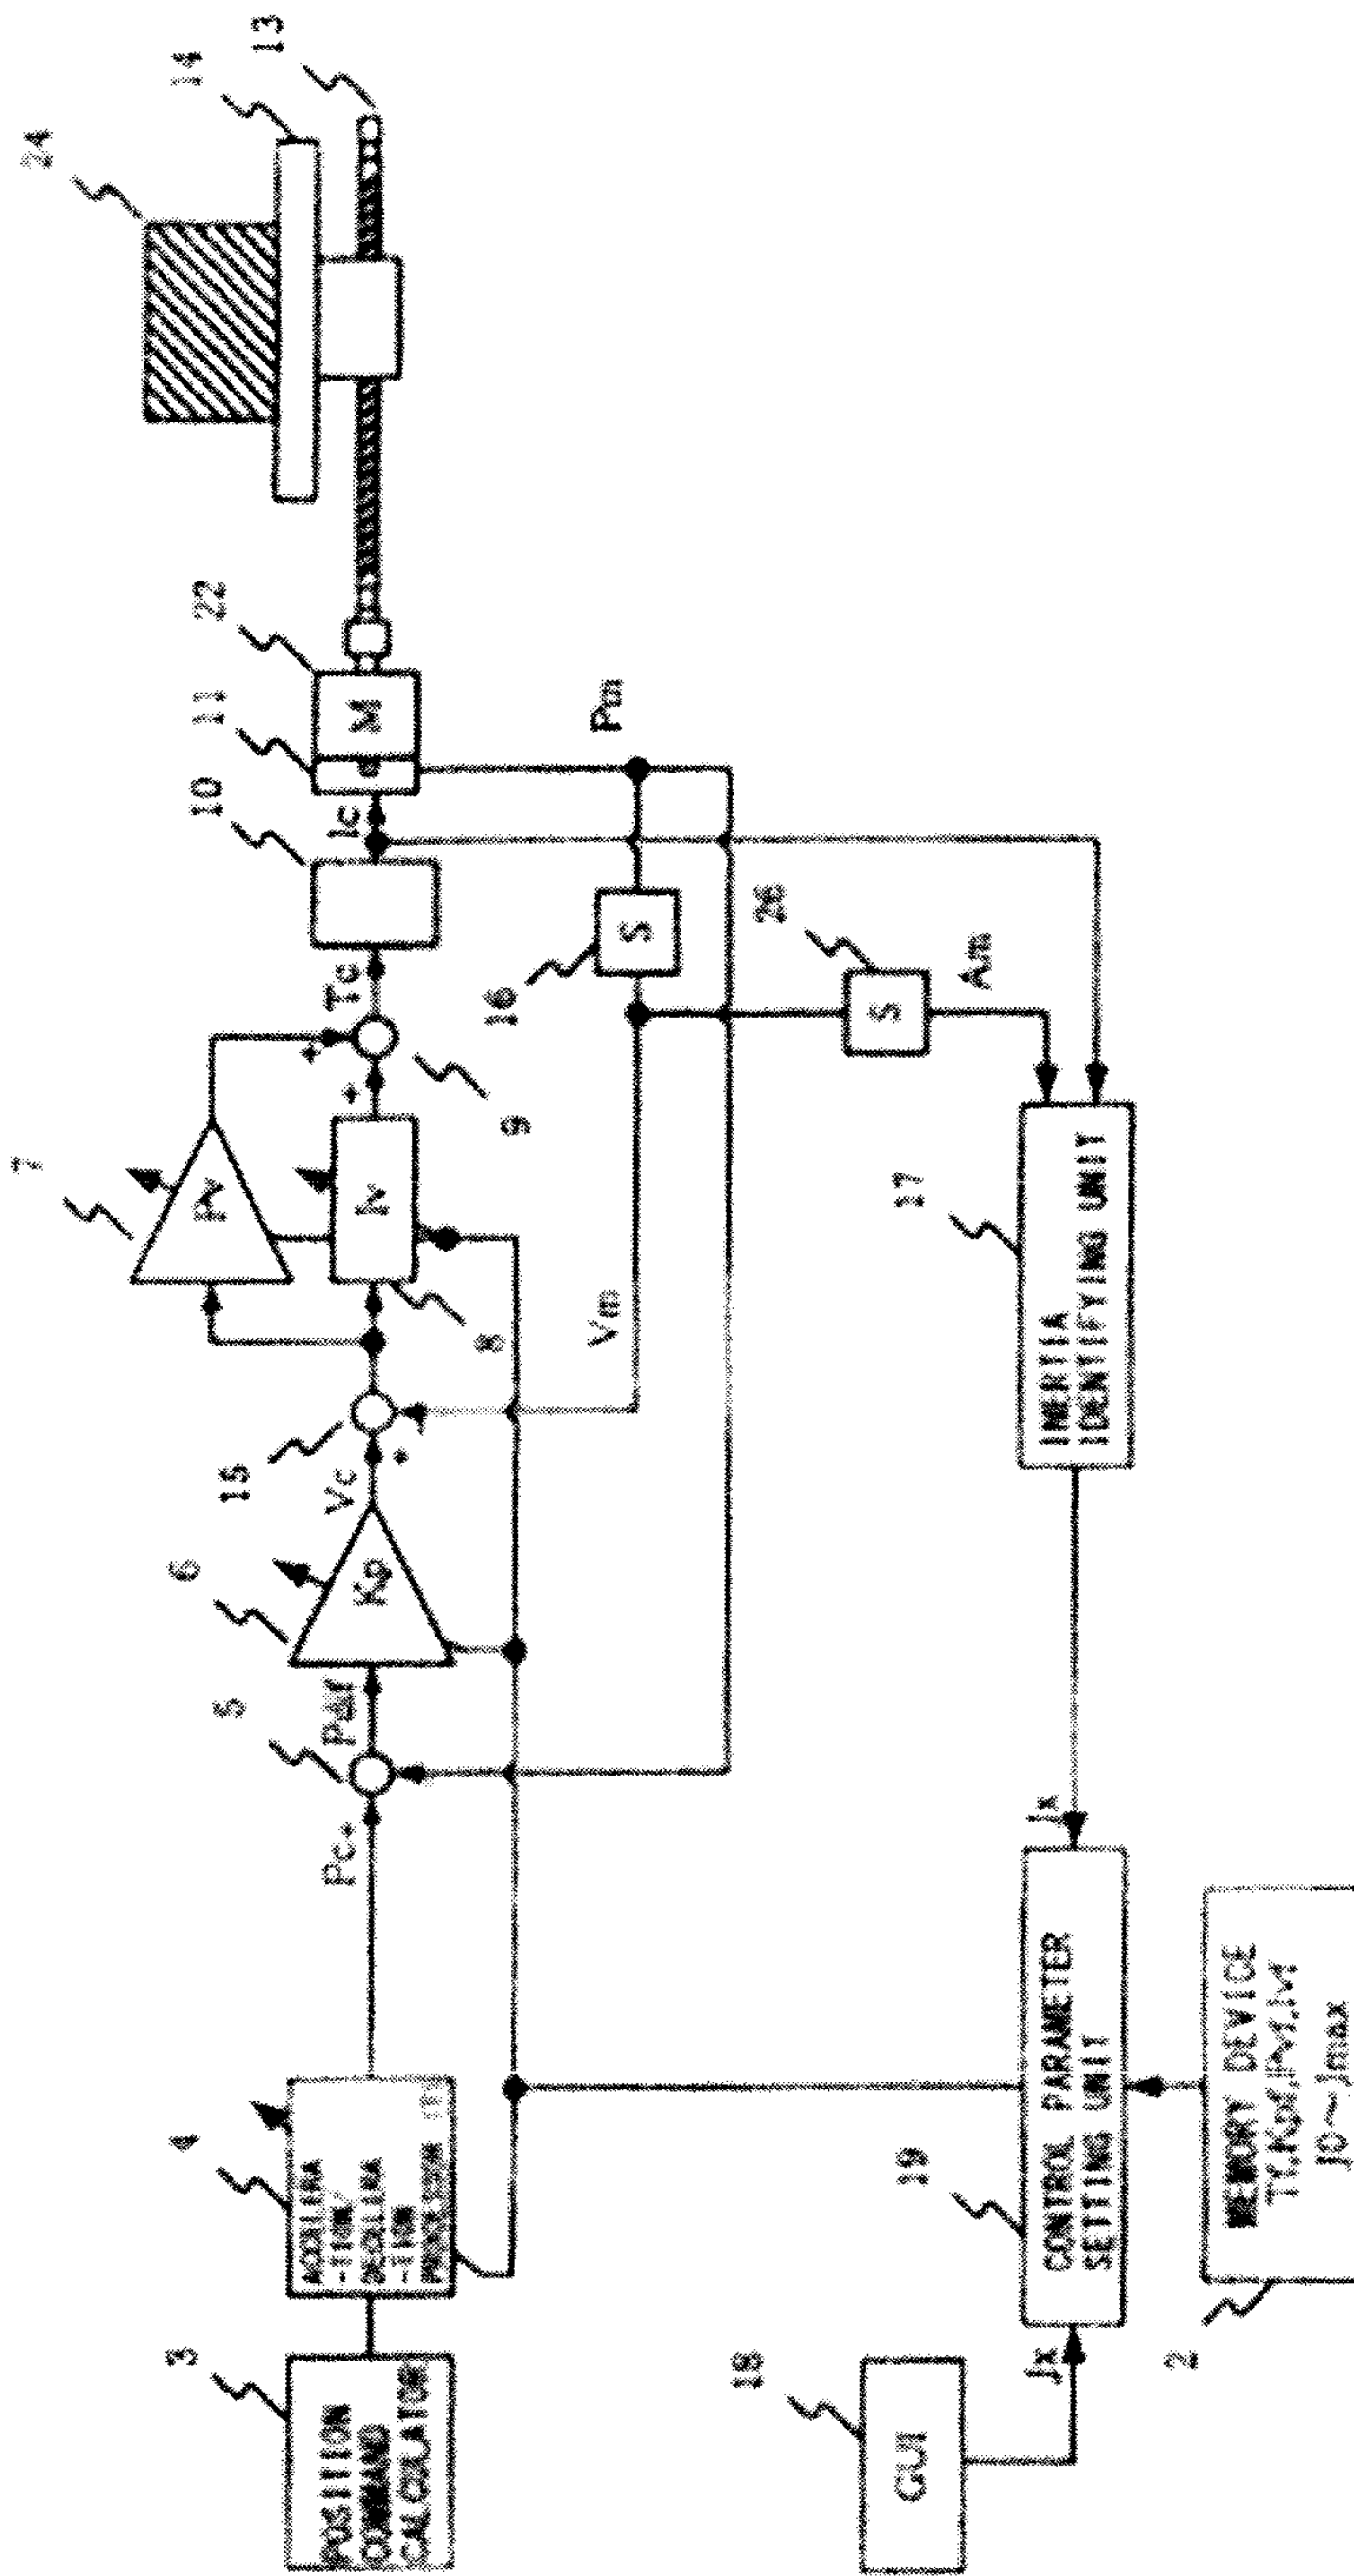 24
14
13
22
11
10
M
e
Ic
Tc
+
+
9
7
Pv
Iv
8
15
Vc
+
-
6
Kp
5
Pc+
4
ACCELERA
-TION/
DECELERA
-TION
PROCESSOR
3
POSITION
COMMAND
CALCULATOR
Pm
16
S
26
S
Am
Vm
17
INERTIA
IDENTIFYING UNIT
Jx
19
CONTROL PARAMETER
SETTING UNIT
18
GUI
Jx
2
MEMORY DEVICE
J0~Jmax